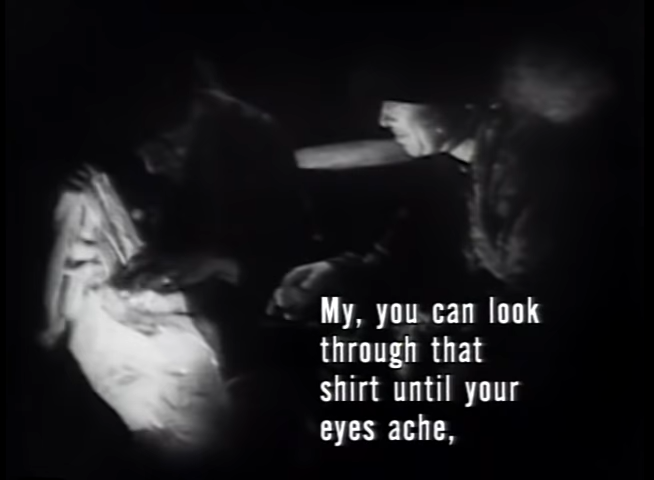 My, you can look
through that
shirt until your
eyes ache,